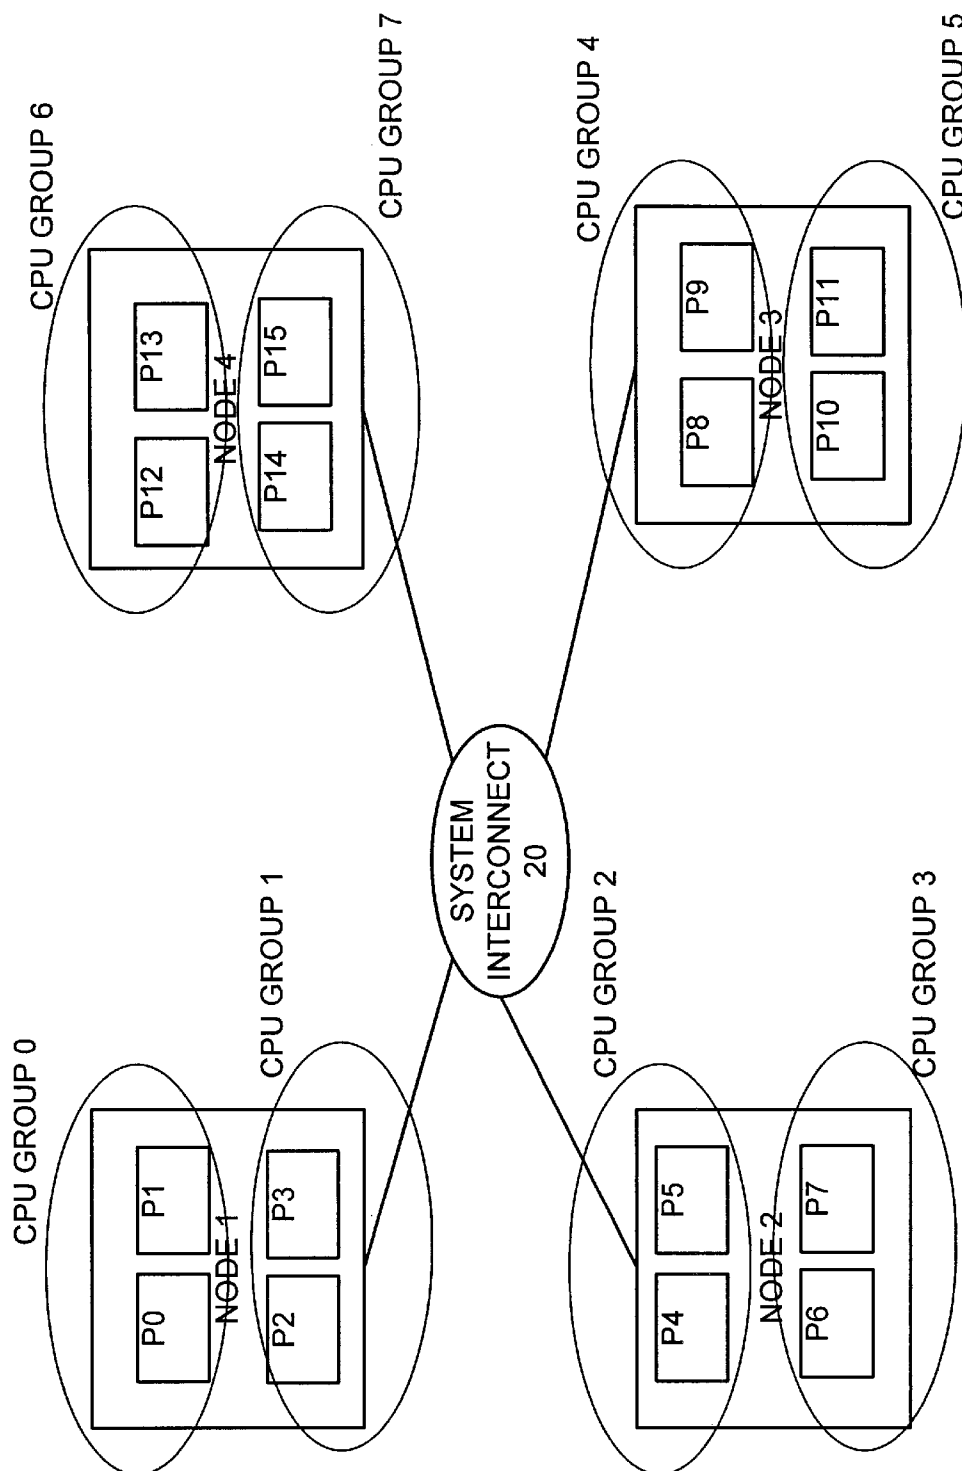 CPU GROUP 0
P0
P1
NODE 1
P2
P3
CPU GROUP 1
CPU GROUP 6
P12
P13
NODE 4
P14
P15
CPU GROUP 7
SYSTEM
INTERCONNECT
20
CPU GROUP 2
P4
P5
NODE 2
P6
P7
CPU GROUP 3
CPU GROUP 4
P8
P9
NODE 3
P10
P11
CPU GROUP 5